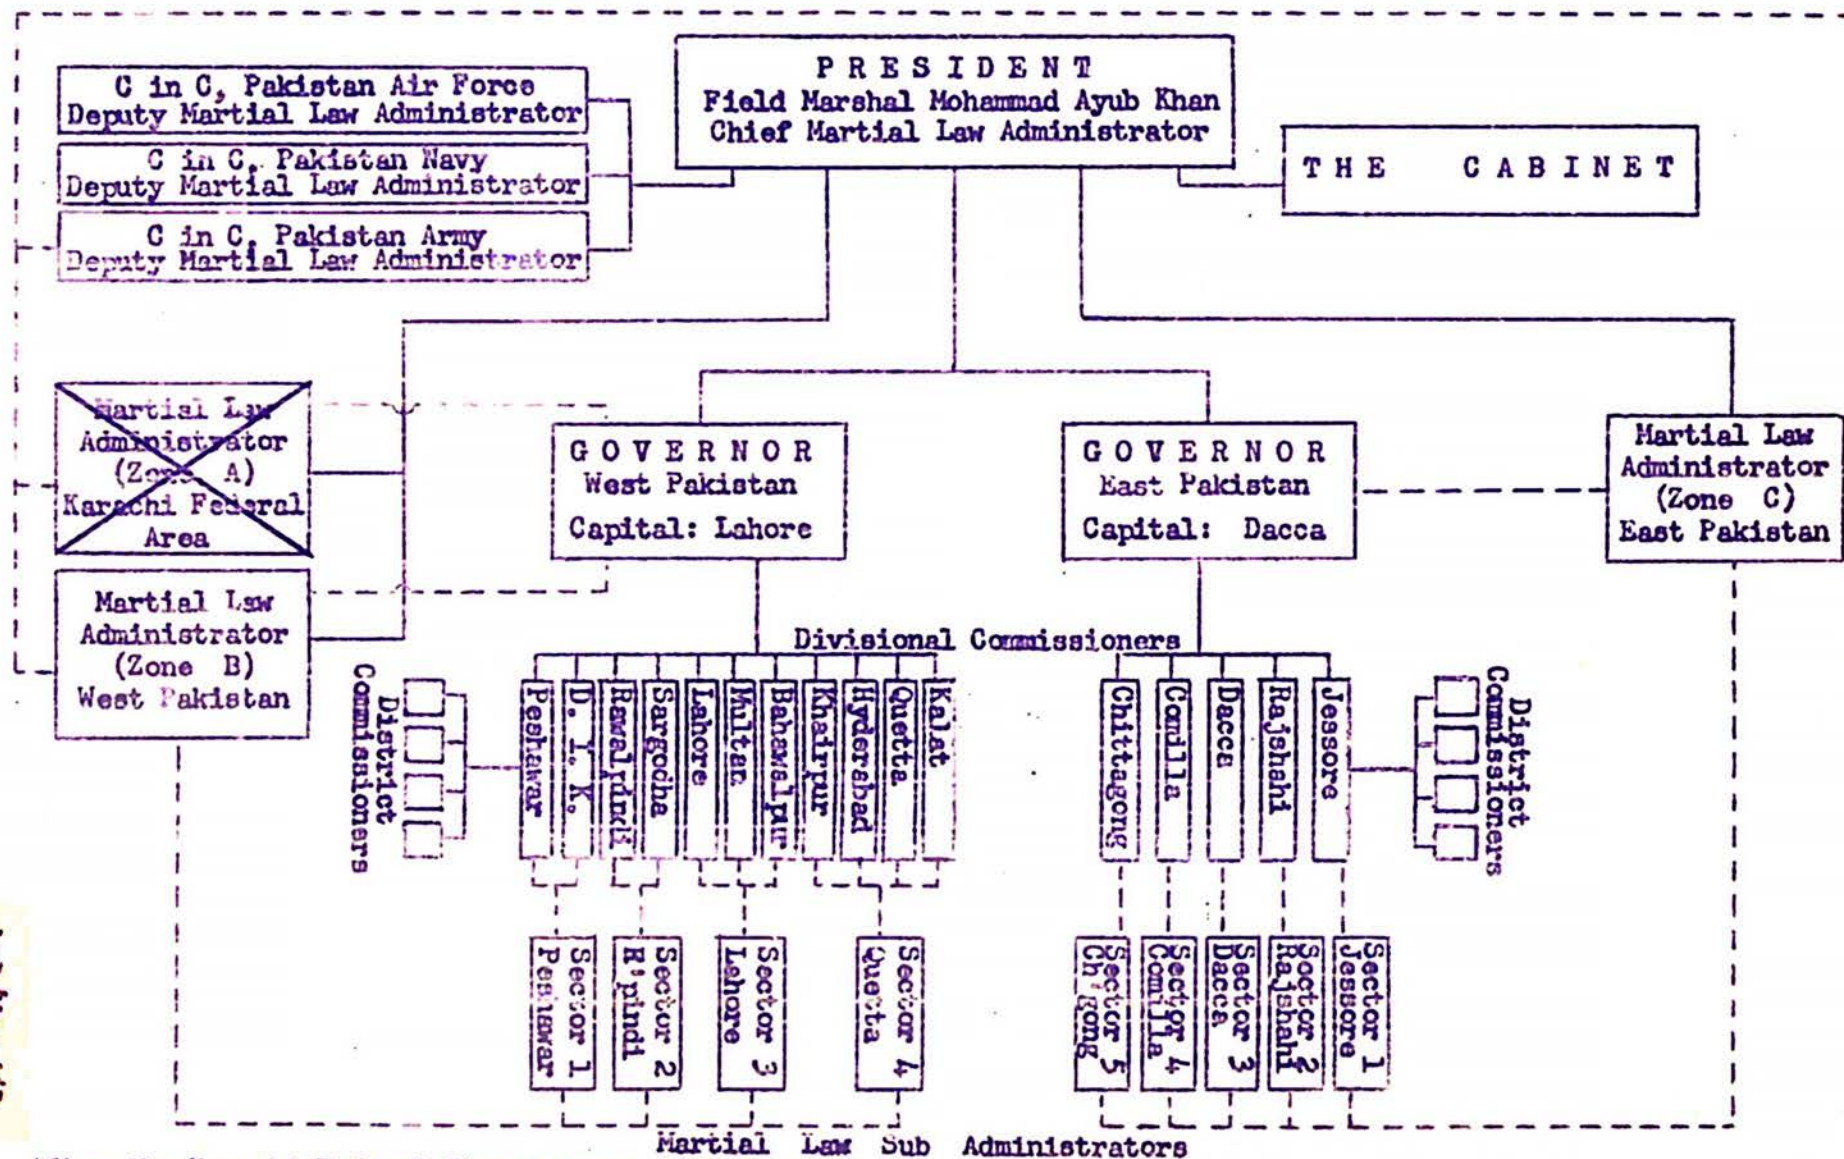 P R E S I D E N T
Field Marshal Mohammad Ayub Khan
Chief Martial Law Administrator
C in C, Pakistan Air Force
Deputy Martial Law Administrator
C in C, Pakistan Navy
Deputy Martial Law Administrator
C in C, Pakistan Army
Deputy Martial Law Administrator
T H E C A B I N E T
Martial Law
Administrator
(Zone A)
Karachi Federal
Area
G O V E R N O R
West Pakistan
Capital: Lahore
G O V E R N O R
East Pakistan
Capital: Dacca
Martial Law
Administrator
(Zone C)
East Pakistan
Martial Law
Administrator
(Zone B)
West Pakistan
Divisional Commissioners
District
Commissioners
Peshawar
D. I. K.
Rawalpindi
Sargodha
Lahore
Multan
Bahawalpur
Khairpur
Hyderabad
Quetta
Kalat
Chittagong
Comilla
Dacca
Rajshahi
Jessore
District
Commissioners
Sector 1
Peshawar
Sector 2
R'pindi
Sector 3
Lahore
Sector 4
Quetta
Sector 5
Ch'gong
Sector 4
Comilla
Sector 3
Dacca
Sector 2
Rajshahi
Sector 1
Jessore
Martial Law Sub Administrators